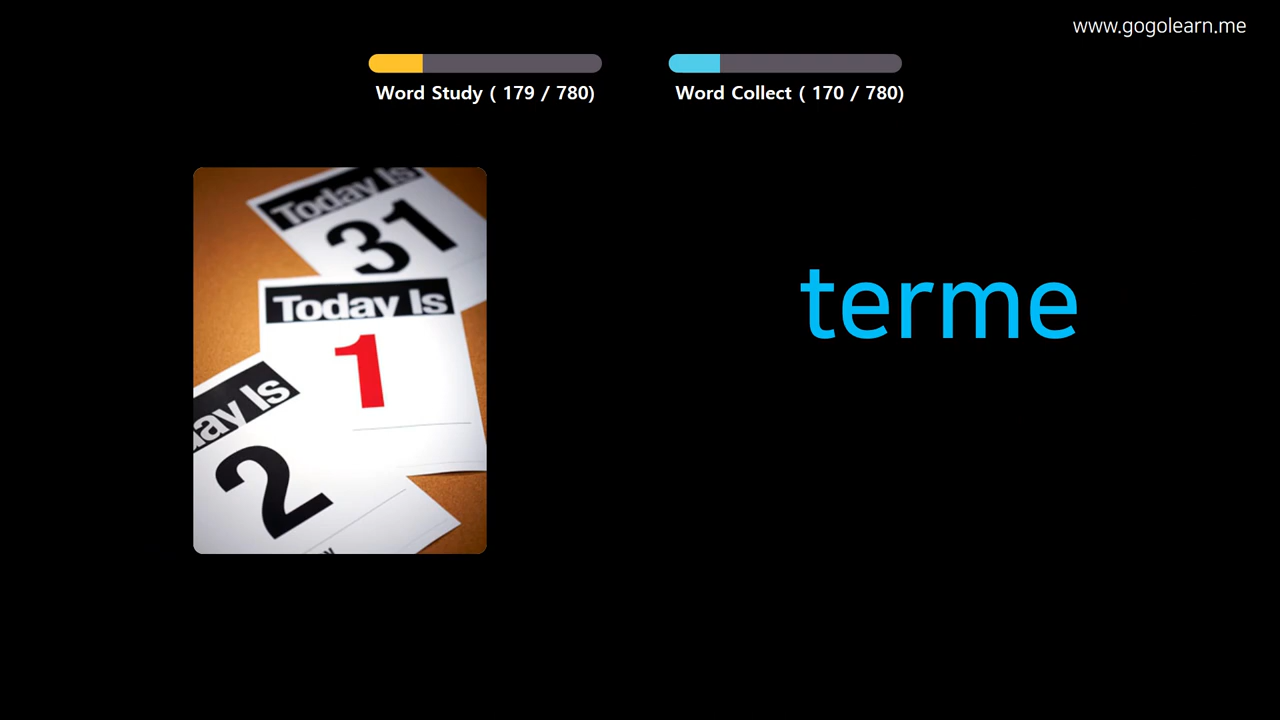 www.gogolearn.me
Word Study ( 179 / 780)
Word Collect ( 170 / 780)
Today Is
31
Today Is
1
ay Is
2
terme